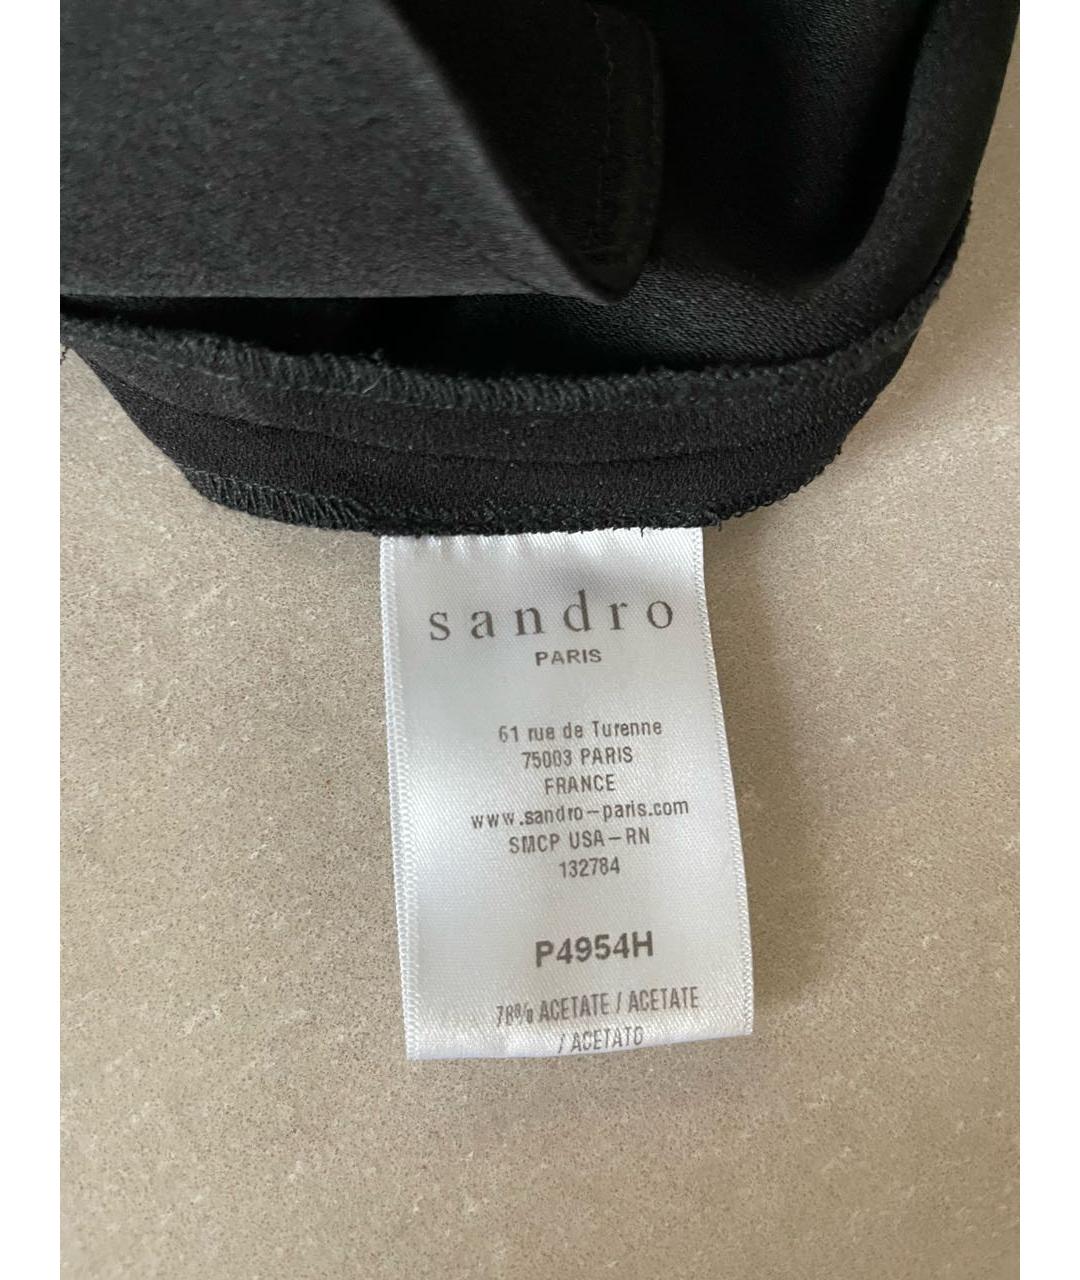 sandro
PARIS
61 rue de Turenne
75003 PARIS
FRANCE
www.sandro-paris.com
SMCP USA-RN
132784
P4954H
78% ACETATE / ACETATE
/ ACETATO